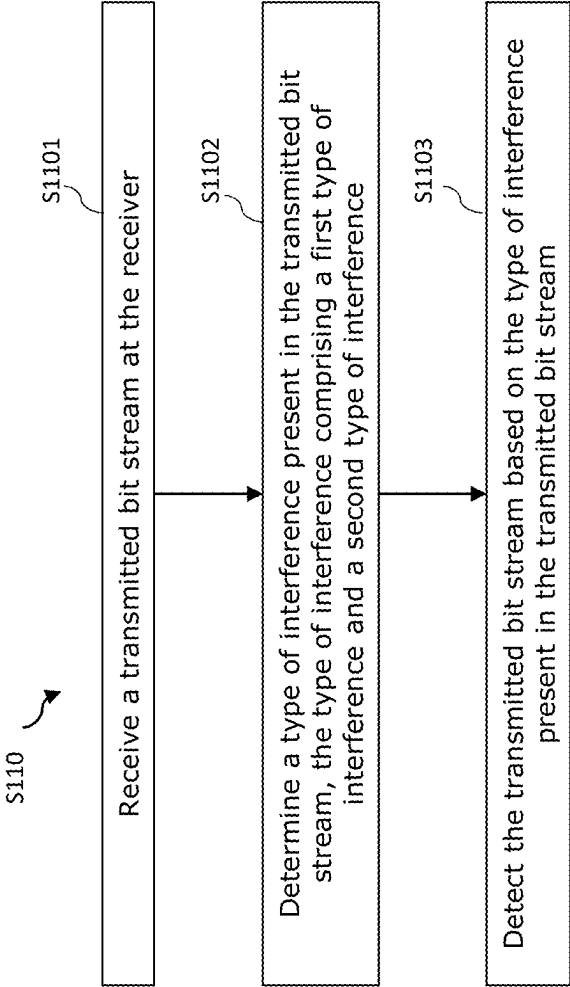 S110
S1101
Receive a transmitted bit stream at the receiver
S1102
Determine a type of interference present in the transmitted bit
stream, the type of interference comprising a first type of
interference and a second type of interference
S1103
Detect the transmitted bit stream based on the type of interference
present in the transmitted bit stream